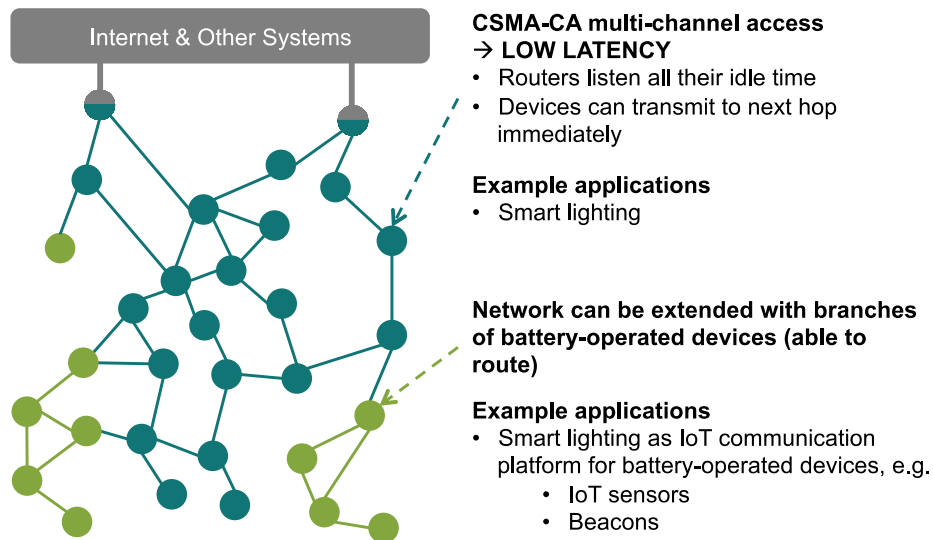 Internet & Other Systems
CSMA-CA multi-channel access
→ LOW LATENCY
• Routers listen all their idle time
• Devices can transmit to next hop
immediately
Example applications
• Smart lighting
Network can be extended with branches
of battery-operated devices (able to
route)
Example applications
• Smart lighting as IoT communication
platform for battery-operated devices, e.g.
• IoT sensors
• Beacons